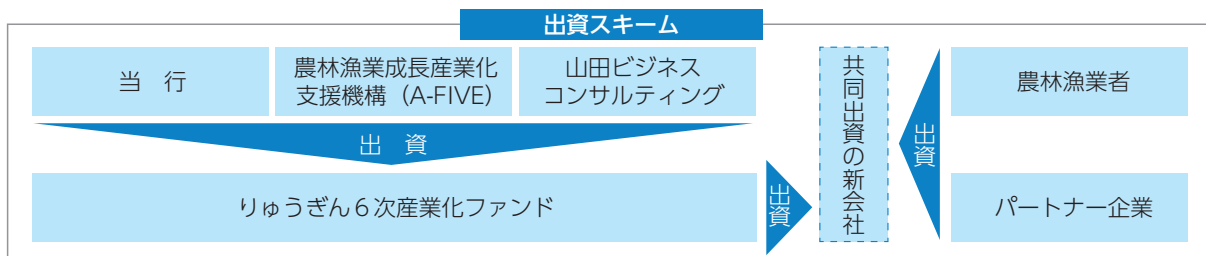 出資スキーム
当　行
農林漁業成長産業化
支援機構（A-FIVE）
山田ビジネス
コンサルティング
出　資
りゅうぎん６次産業化ファンド
出資
共同出資の新会社
出資
農林漁業者
パートナー企業